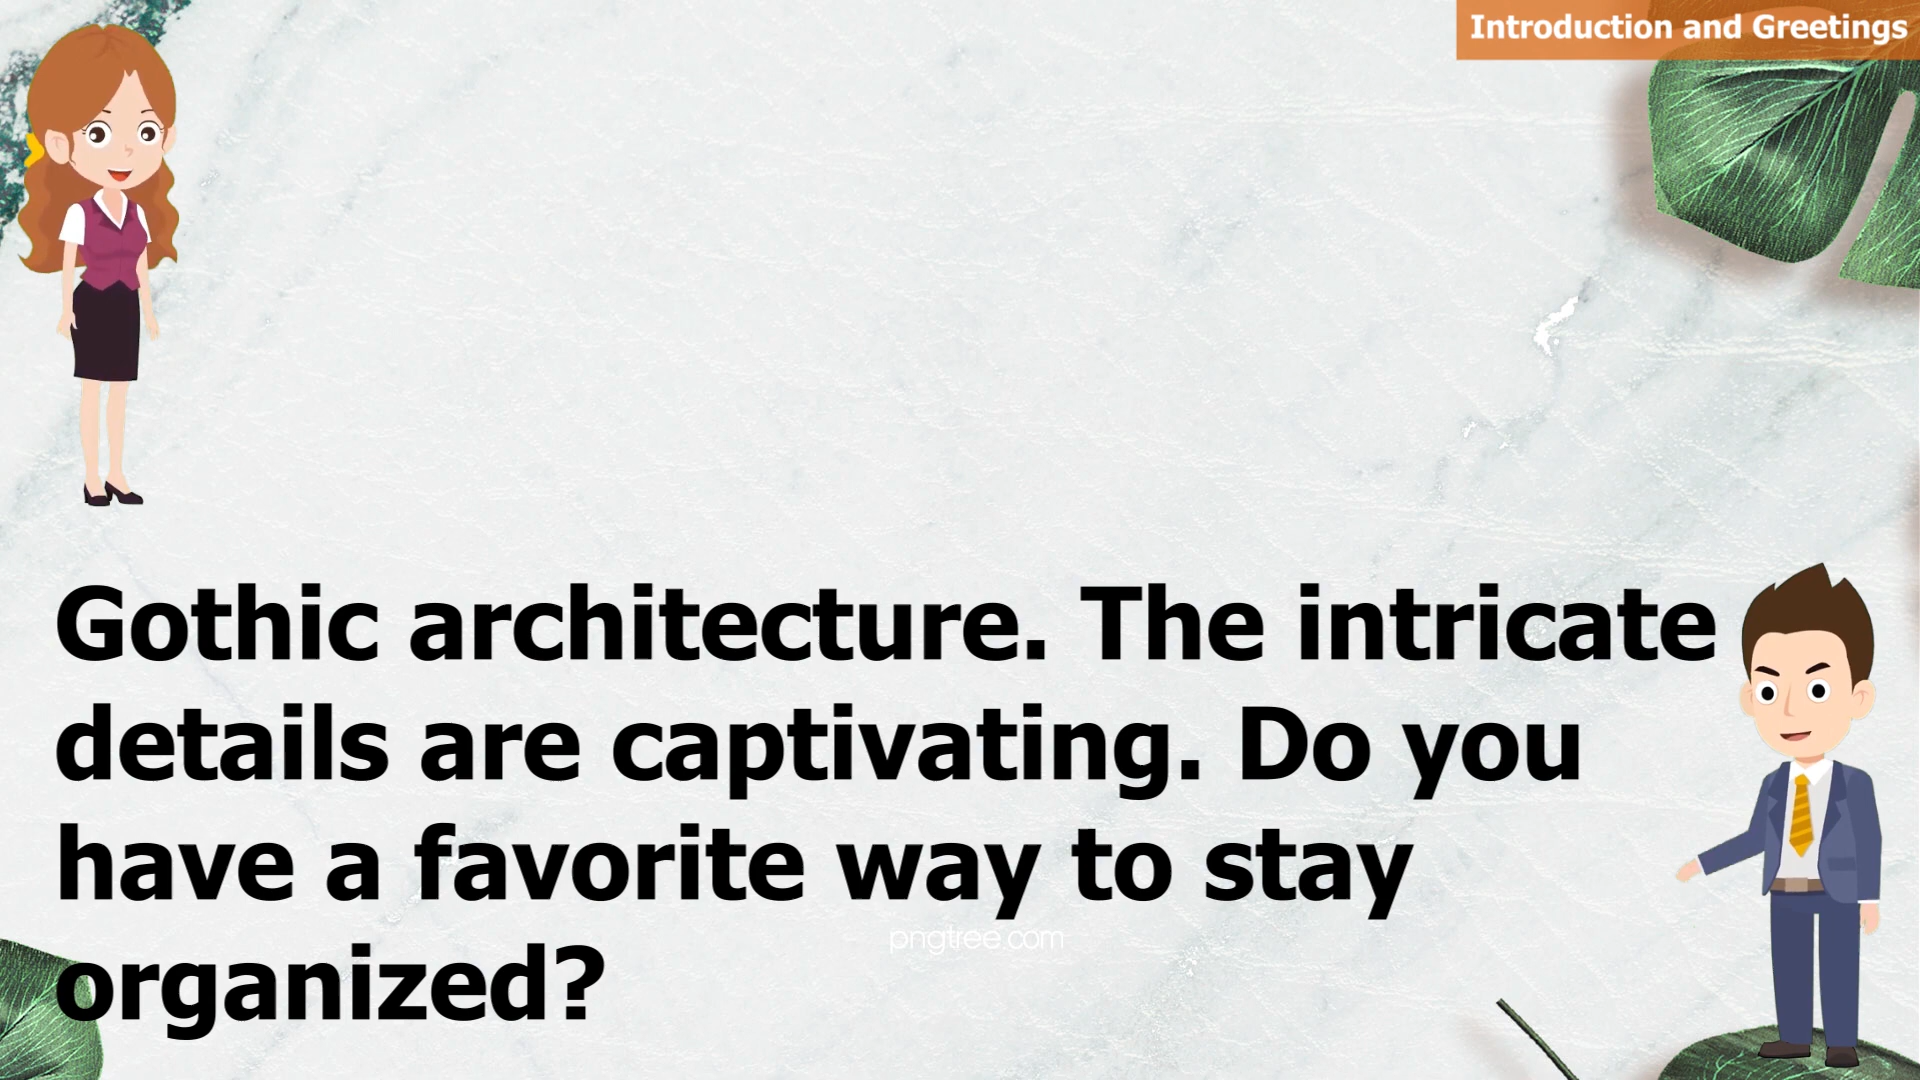 Introduction and Greetings
Gothic architecture. The intricate
details are captivating. Do you
have a favorite way to stay
organized?
pngtree.com